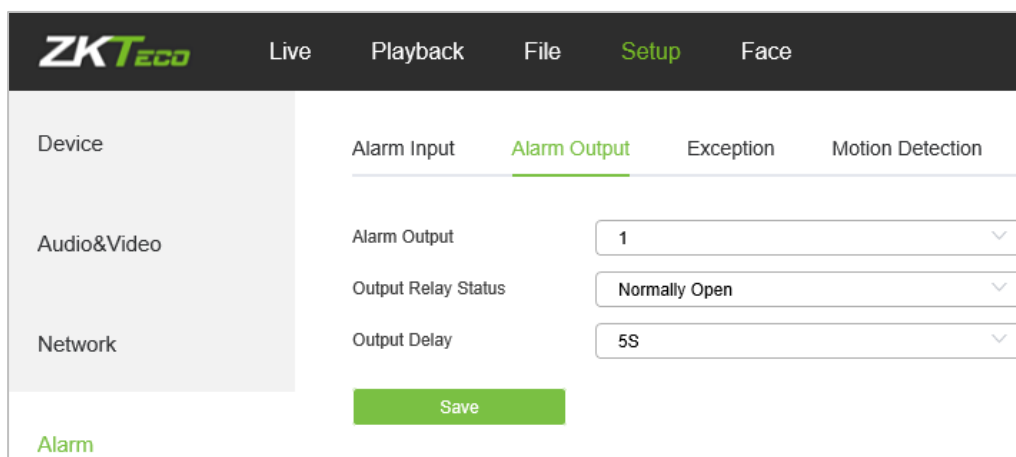 ZKTECO Live Playback File Setup Face
Device
Alarm Input Alarm Output Exception Motion Detection
Audio&Video
Alarm Output 1
Output Relay Status Normally Open
Network
Output Delay 5S
Save
Alarm